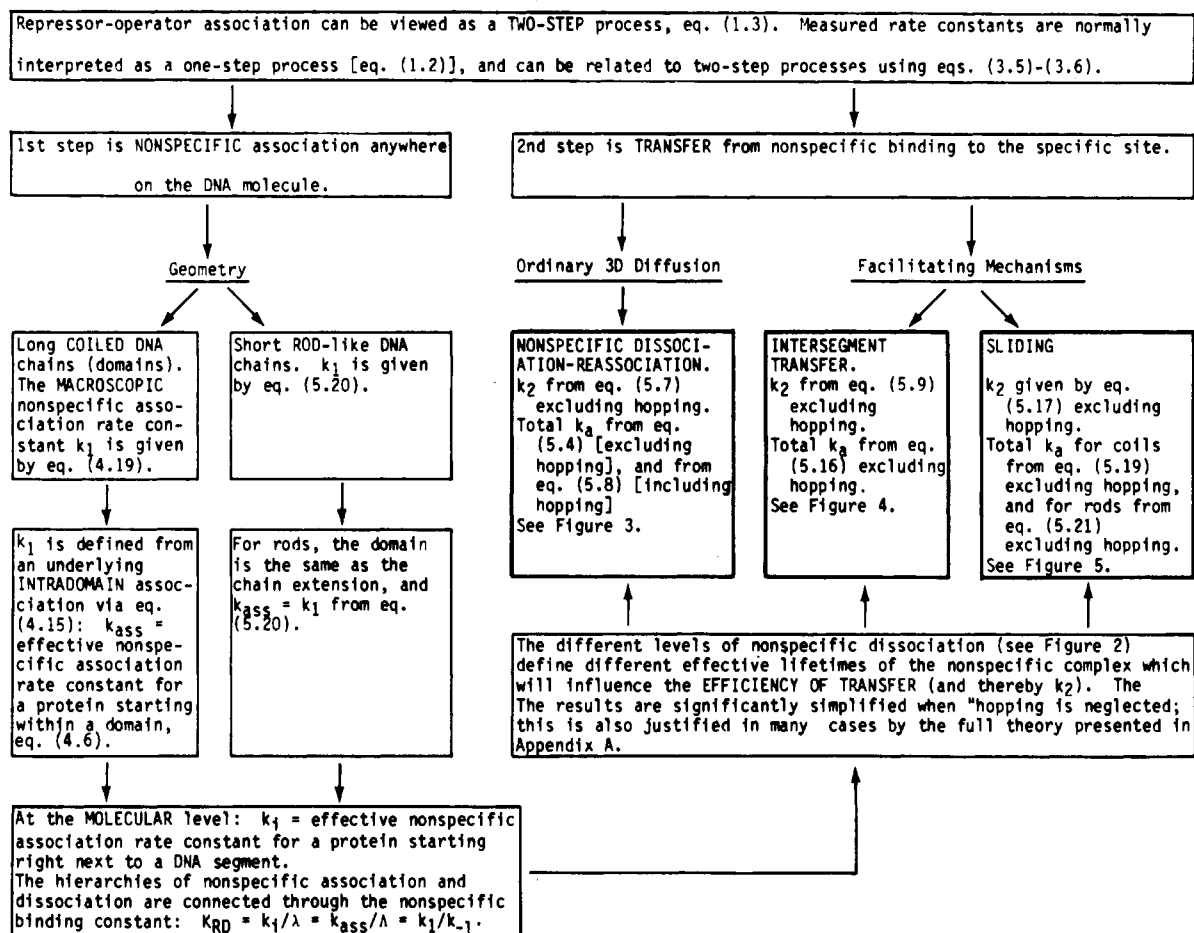 Repressor-operator association can be viewed as a TWO-STEP process, eq. (1.3). Measured rate constants are normally
interpreted as a one-step process [eq. (1.2)], and can be related to two-step processes using eqs. (3.5)-(3.6).
1st step is NONSPECIFIC association anywhere
on the DNA molecule.
2nd step is TRANSFER from nonspecific binding to the specific site.
Geometry
Ordinary 3D Diffusion
Facilitating Mechanisms
Long COILED DNA
chains (domains).
The MACROSCOPIC
nonspecific asso-
ciation rate con-
stant k₁ is given
by eq. (4.19).
Short ROD-like DNA
chains. k₁ is given
by eq. (5.20).
NONSPECIFIC DISSOCI-
ATION-REASSOCIATION.
k₂ from eq. (5.7)
excluding hopping.
Total kₐ from eq.
(5.4) [excluding
hopping], and from
eq. (5.8) [including
hopping]
See Figure 3.
INTERSEGMENT
TRANSFER.
k₂ from eq. (5.9)
excluding
hopping.
Total kₐ from eq.
(5.16) excluding
hopping.
See Figure 4.
SLIDING
k₂ given by eq.
(5.17) excluding
hopping.
Total kₐ for coils
from eq. (5.19)
excluding hopping,
and for rods from
eq. (5.21)
excluding hopping.
See Figure 5.
k₁ is defined from
an underlying
INTRADOMAIN assoc-
ciation via eq.
(4.15): kₐₛₛ =
effective nonspe-
cific association
rate constant for
a protein starting
within a domain,
eq. (4.6).
For rods, the domain
is the same as the
chain extension, and
kₐₛₛ = k₁ from eq.
(5.20).
The different levels of nonspecific dissociation (see Figure 2)
define different effective lifetimes of the nonspecific complex which
will influence the EFFICIENCY OF TRANSFER (and thereby k₂). The
The results are significantly simplified when "hopping is neglected;
this is also justified in many cases by the full theory presented in
Appendix A.
At the MOLECULAR level: kᵢ = effective nonspecific
association rate constant for a protein starting
right next to a DNA segment.
The hierarchies of nonspecific association and
dissociation are connected through the nonspecific
binding constant: K_RD = kᵢ/λ = kₐₛₛ/Λ = k₁/k₋₁.